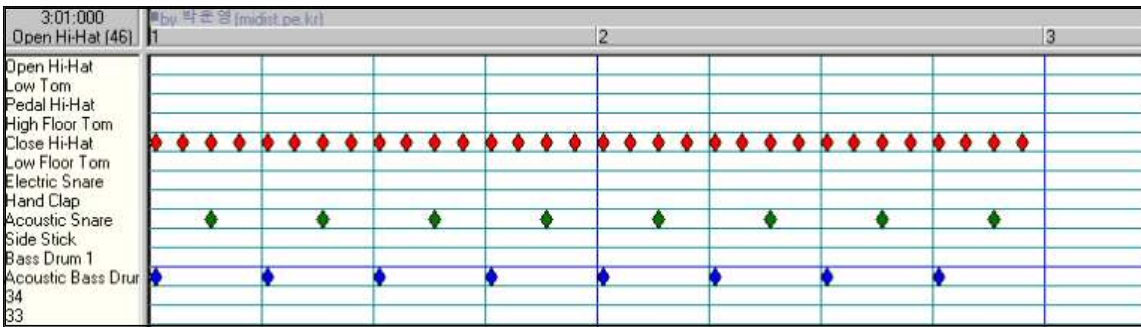 3:01:000
by 박운영 (midist.pe.kr)
Open Hi-Hat (46)
1 2 3
Open Hi-Hat
Low Tom
Pedal Hi-Hat
High Floor Tom
Close Hi-Hat
Low Floor Tom
Electric Snare
Hand Clap
Acoustic Snare
Side Stick
Bass Drum 1
Acoustic Bass Drur
34
33